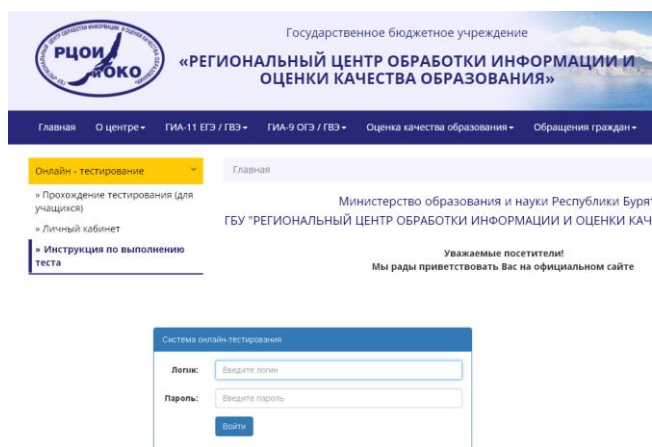 РЦОИ
и ОКО
Государственное бюджетное учреждение
«РЕГИОНАЛЬНЫЙ ЦЕНТР ОБРАБОТКИ ИНФОРМАЦИИ И
ОЦЕНКИ КАЧЕСТВА ОБРАЗОВАНИЯ»
Главная О центре ГИА-11 ЕГЭ / ГВЭ ГИА-9 ОГЭ / ГВЭ Оценка качества образования Обращения граждан
Онлайн - тестирование
Главная
» Прохождение тестирования (для
учащихся)
» Личный кабинет
» Инструкция по выполнению
теста
Министерство образования и науки Республики Буря
ГБУ "РЕГИОНАЛЬНЫЙ ЦЕНТР ОБРАБОТКИ ИНФОРМАЦИИ И ОЦЕНКИ КАЧ
Уважаемые посетители!
Мы рады приветствовать Вас на официальном сайте
Система онлайн-тестирования
Логин: Введите логин
Пароль: Введите пароль
Войти